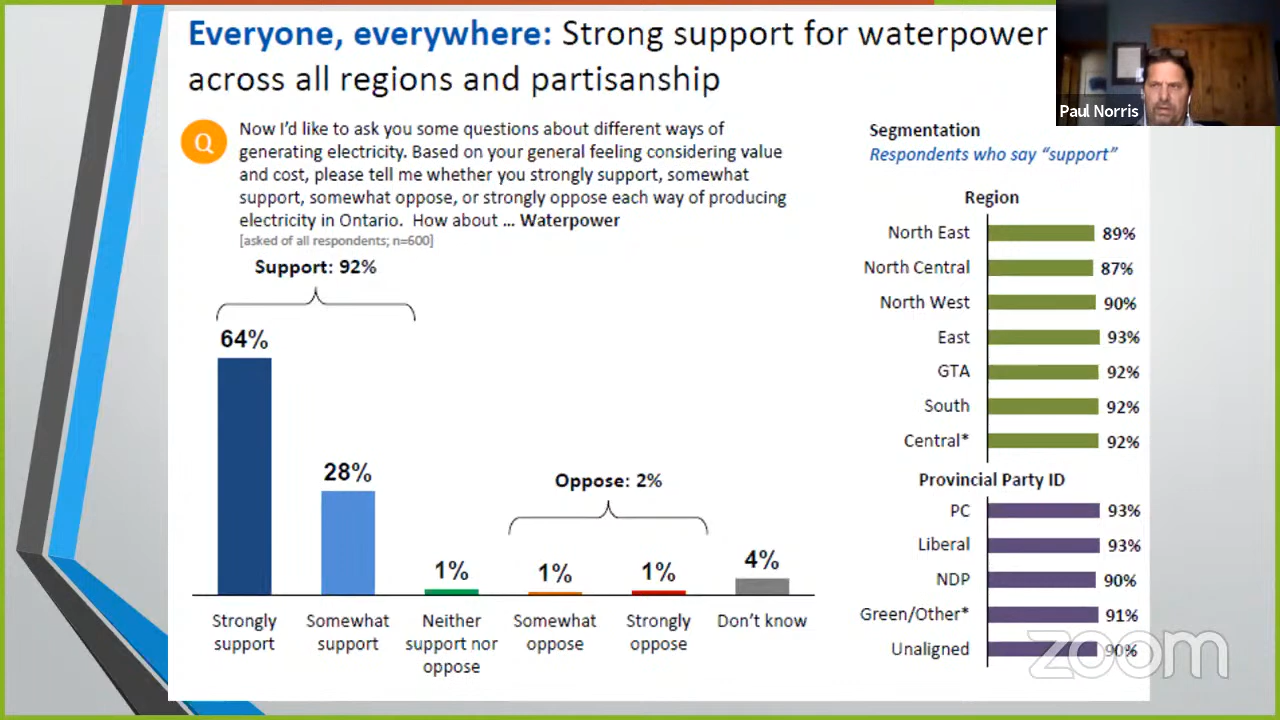 Everyone, everywhere: Strong support for waterpower
across all regions and partisanship
Paul Norris
Q
Now I'd like to ask you some questions about different ways of
generating electricity. Based on your general feeling considering value
and cost, please tell me whether you strongly support, somewhat
support, somewhat oppose, or strongly oppose each way of producing
electricity in Ontario. How about ... Waterpower
[asked of all respondents; n=600]
Support: 92%
64%
28%
1%
Oppose: 2%
1%
1%
4%
Strongly
support
Somewhat
support
Neither
support nor
oppose
Somewhat
oppose
Strongly
oppose
Don't know
Segmentation
Respondents who say "support"
Region
North East 89%
North Central 87%
North West 90%
East 93%
GTA 92%
South 92%
Central* 92%
Provincial Party ID
PC 93%
Liberal 93%
NDP 90%
Green/Other* 91%
Unaligned 90%
zoom